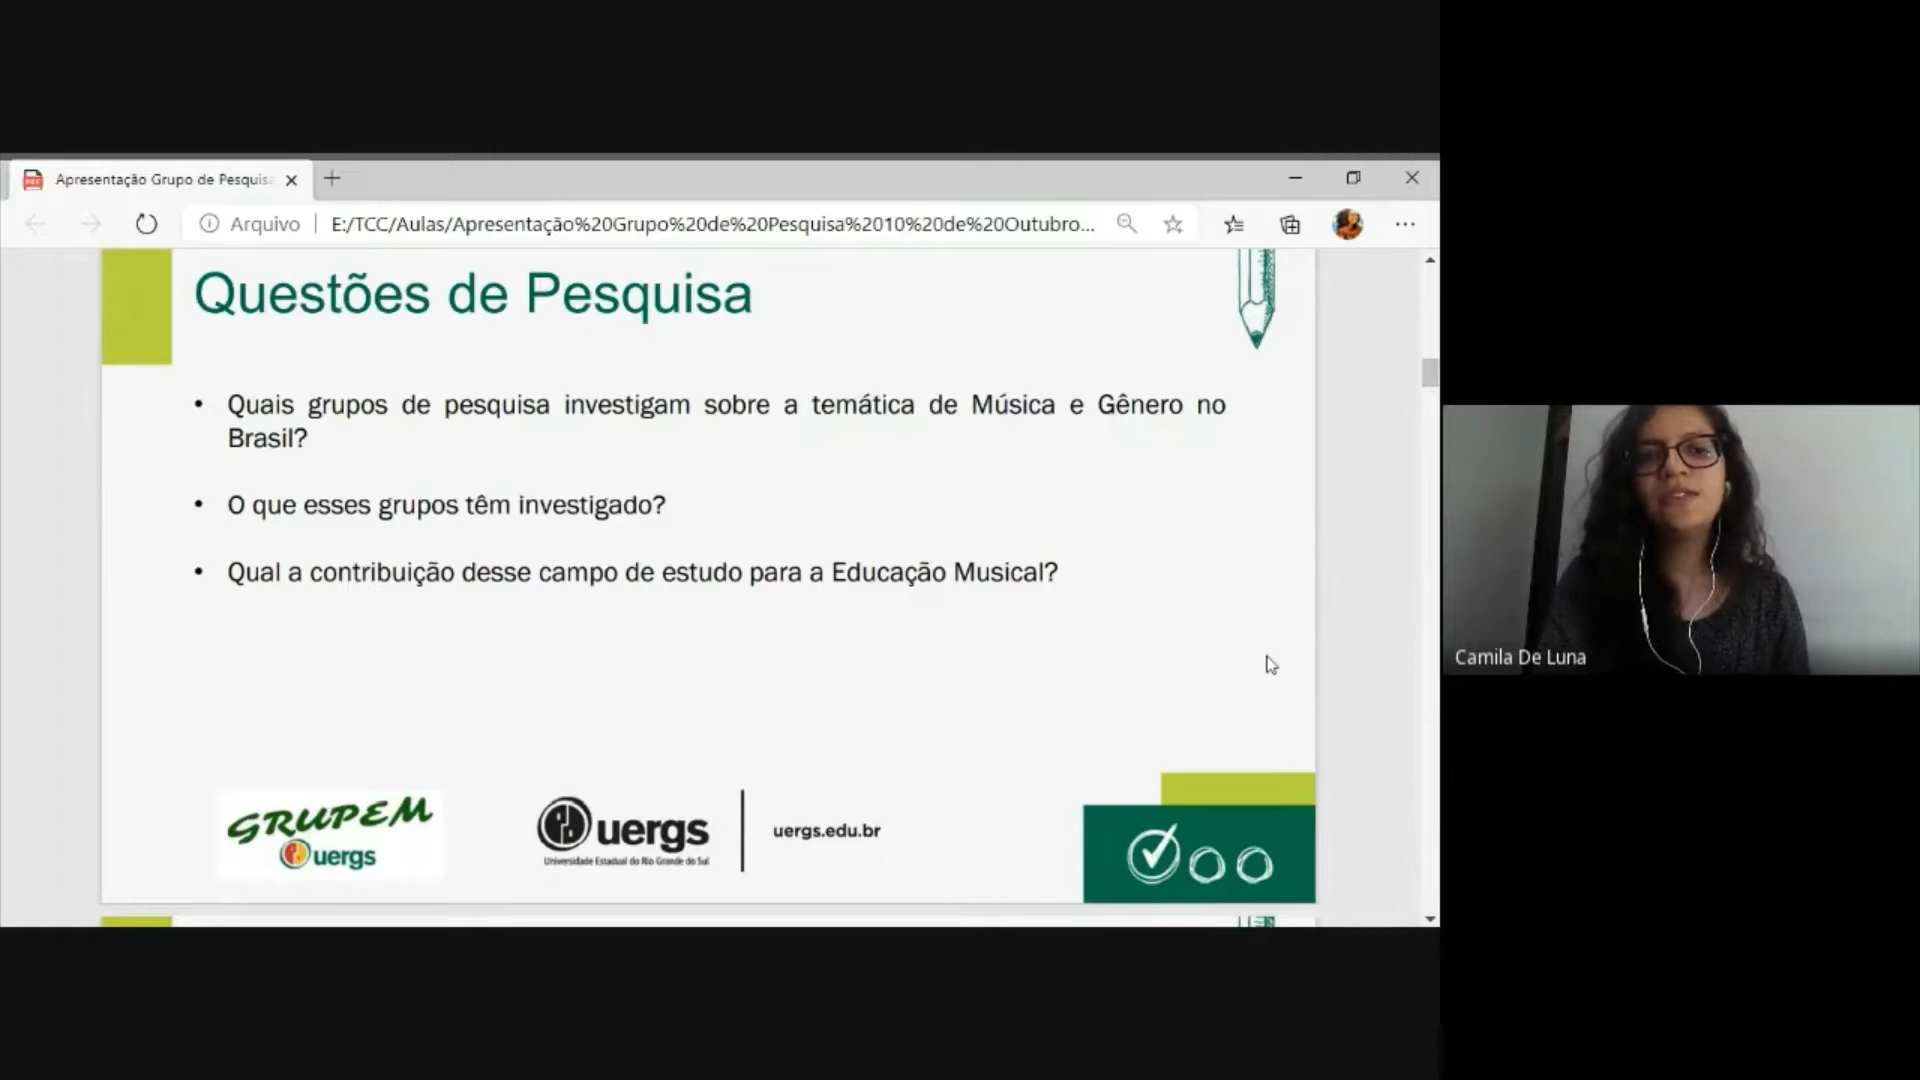 Apresentação Grupo de Pesquis
Arquivo
E:/TCC/Aulas/Apresentação%20Grupo%20de%20Pesquisa%2010%20de%20Outubro...
Questões de Pesquisa
• Quais grupos de pesquisa investigam sobre a temática de Música e Gênero no
Brasil?
• O que esses grupos têm investigado?
• Qual a contribuição desse campo de estudo para a Educação Musical?
GRUPEM
uergs
uergs
Universidade Estadual do Rio Grande do Sul
uergs.edu.br
Camila De Luna